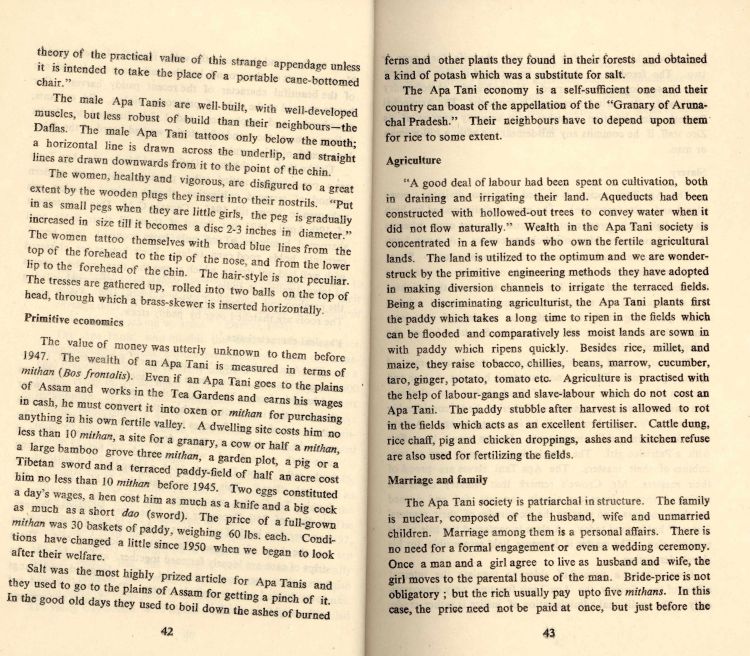 theory of the practical value of this strange appendage unless
it is intended to take the place of a portable cane-bottomed
chair."
The male Apa Tanis are well-built, with well-developed
muscles, but less robust of build than their neighbours—the
Daflas. The male Apa Tani tattoos only below the mouth;
a horizontal line is drawn across the underlip, and straight
lines are drawn downwards from it to the point of the chin.
The women, healthy and vigorous, are disfigured to a great
extent by the wooden plugs they insert into their nostrils. "Put
in as small pegs when they are little girls, the peg is gradually
increased in size till it becomes a disc 2-3 inches in diameter."
The women tattoo themselves with broad blue lines from the
top of the forehead to the tip of the nose, and from the lower
lip to the forehead of the chin. The hair-style is not peculiar.
The tresses are gathered up, rolled into two balls on the top of
head, through which a brass-skewer is inserted horizontally.
Primitive economics
The value of money was utterly unknown to them before
1947. The wealth of an Apa Tani is measured in terms of
mithan (Bos frontolis). Even if an Apa Tani goes to the plains
of Assam and works in the Tea Gardens and earns his wages
in cash, he must convert it into oxen or mithan for purchasing
anything in his own fertile valley. A dwelling site costs him no
less than 10 mithan, a site for a granary, a cow or half a mithan,
a large bamboo grove three mithan, a garden plot, a pig or a
Tibetan sword and a terraced paddy-field of half an acre cost
him no less than 10 mithan before 1945. Two eggs constituted
a day's wages, a hen cost him as much as a knife and a big cock
as much as a short dao (sword). The price of a full-grown
mithan was 30 baskets of paddy, weighing 60 lbs. each. Condi-
tions have changed a little since 1950 when we began to look
after their welfare.
Salt was the most highly prized article for Apa Tanis and
they used to go to the plains of Assam for getting a pinch of it.
In the good old days they used to boil down the ashes of burned
42
ferns and other plants they found in their forests and obtained
a kind of potash which was a substitute for salt.
The Apa Tani economy is a self-sufficient one and their
country can boast of the appellation of the "Granary of Aruna-
chal Pradesh." Their neighbours have to depend upon them
for rice to some extent.
Agriculture
"A good deal of labour had been spent on cultivation, both
in draining and irrigating their land. Aqueducts had been
constructed with hollowed-out trees to convey water when it
did not flow naturally." Wealth in the Apa Tani society is
concentrated in a few hands who own the fertile agricultural
lands. The land is utilized to the optimum and we are wonder-
struck by the primitive engineering methods they have adopted
in making diversion channels to irrigate the terraced fields.
Being a discriminating agriculturist, the Apa Tani plants first
the paddy which takes a long time to ripen in the fields which
can be flooded and comparatively less moist lands are sown in
with paddy which ripens quickly. Besides rice, millet, and
maize, they raise tobacco, chillies, beans, marrow, cucumber,
taro, ginger, potato, tomato etc. Agriculture is practised with
the help of labour-gangs and slave-labour which do not cost an
Apa Tani. The paddy stubble after harvest is allowed to rot
in the fields which acts as an excellent fertiliser. Cattle dung,
rice chaff, pig and chicken droppings, ashes and kitchen refuse
are also used for fertilizing the fields.
Marriage and family
The Apa Tani society is patriarchal in structure. The family
is nuclear, composed of the husband, wife and unmarried
children. Marriage among them is a personal affairs. There is
no need for a formal engagement or even a wedding ceremony.
Once a man and a girl agree to live as husband and wife, the
girl moves to the parental house of the man. Bride-price is not
obligatory ; but the rich usually pay upto five mithans. In this
case, the price need not be paid at once, but just before the
43